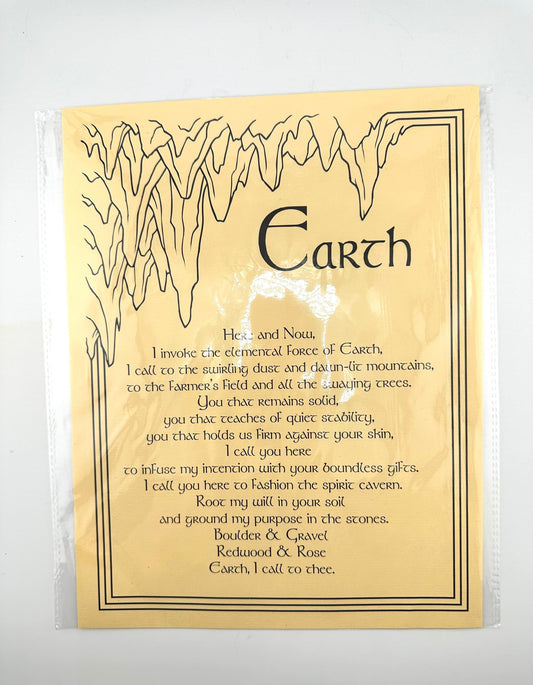 Earth
Here and Now,
I invoke the elemental force of Earth,
I call to the swirling dust and dawn-lit mountains,
to the farmer's field and all the swaying trees.
You that remains solid,
you that teaches of quiet stability,
you that holds us firm against your skin,
I call you here
to infuse my intention with your boundless gifts.
I call you here to fashion the spirit cavern.
Root my will in your soil
and ground my purpose in the stones.
Boulder & Gravel
Redwood & Rose
Earth, I call to thee.